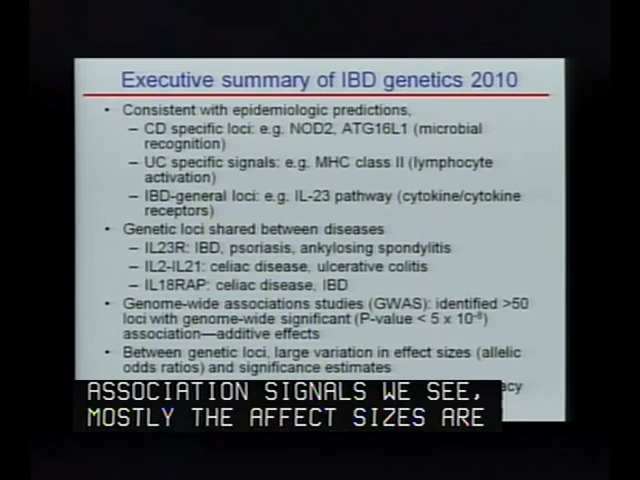 Executive summary of IBD genetics 2010
• Consistent with epidemiologic predictions,
– CD specific loci: e.g. NOD2, ATG16L1 (microbial
recognition)
– UC specific signals: e.g. MHC class II (lymphocyte
activation)
– IBD-general loci: e.g. IL-23 pathway (cytokine/cytokine
receptors)
• Genetic loci shared between diseases
– IL23R: IBD, psoriasis, ankylosing spondylitis
– IL2-IL21: celiac disease, ulcerative colitis
– IL18RAP: celiac disease, IBD
• Genome-wide associations studies (GWAS): identified >50
loci with genome-wide significant (P-value < 5 x 10⁻⁸)
association—additive effects
• Between genetic loci, large variation in effect sizes (allelic
odds ratios) and significance estimates
ASSOCIATION SIGNALS WE SEE,
MOSTLY THE AFFECT SIZES ARE